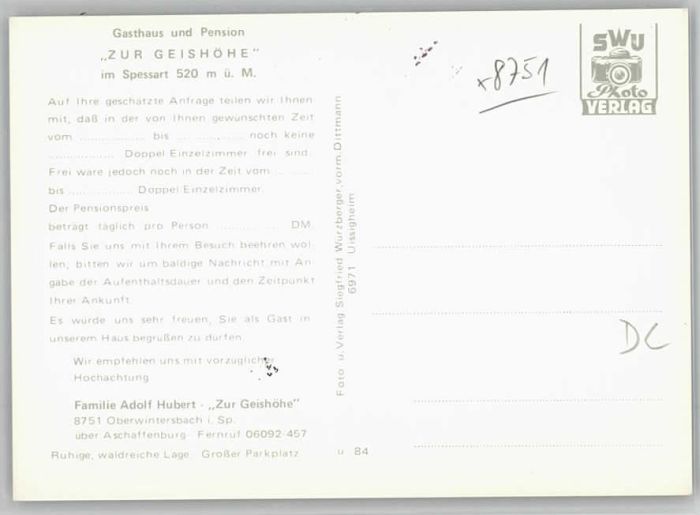 Gasthaus und Pension
„ZUR GEISHÖHE"
im Spessart 520 m ü. M.
Auf Ihre geschätzte Anfrage teilen wir Ihnen
mit, daß in der von Ihnen gewünschten Zeit
vom ................ bis ................ noch keine
................ Doppel Einzelzimmer frei sind.
Frei wäre jedoch noch in der Zeit vom .........
bis ................ Doppel Einzelzimmer.
Der Pensionspreis
beträgt täglich pro Person ............... DM.
Falls Sie uns mit Ihrem Besuch beehren wol-
len, bitten wir um baldige Nachricht mit An-
gabe der Aufenthaltsdauer und den Zeitpunkt
Ihrer Ankunft.
Es würde uns sehr freuen, Sie als Gast in
unserem Haus begrüßen zu dürfen.
Wir empfehlen uns mit vorzüglicher
Hochachtung
Familie Adolf Hubert - „Zur Geishöhe"
8751 Oberwintersbach i. Sp.
über Aschaffenburg - Fernruf 06092-457
Ruhige, waldreiche Lage. Großer Parkplatz
Foto u. Verlag Siegfried Würzberger, vorm. Dittmann
6971 Uissigheim
u 84
x8751
SWU
Photo
VERLAG
DC